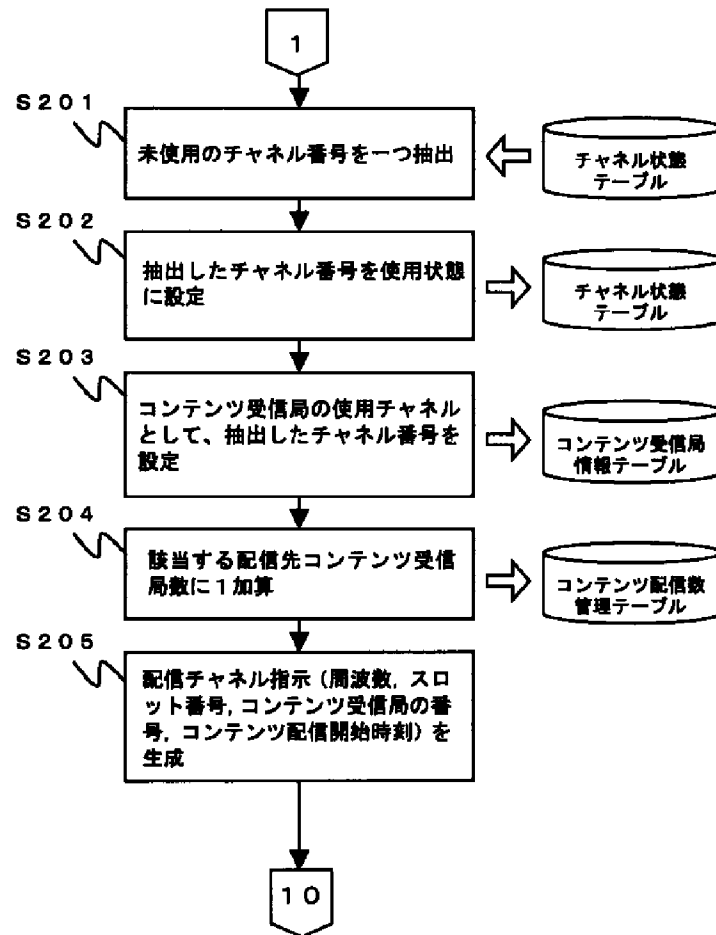 1
S201
未使用のチャネル番号を一つ抽出
チャネル状態
テーブル
S202
抽出したチャネル番号を使用状態
に設定
チャネル状態
テーブル
S203
コンテンツ受信局の使用チャネル
として、抽出したチャネル番号を
設定
コンテンツ受信局
情報テーブル
S204
該当する配信先コンテンツ受信
局数に1加算
コンテンツ配信数
管理テーブル
S205
配信チャネル指示（周波数，スロ
ット番号，コンテンツ受信局の番
号，コンテンツ配信開始時刻）を
生成
10